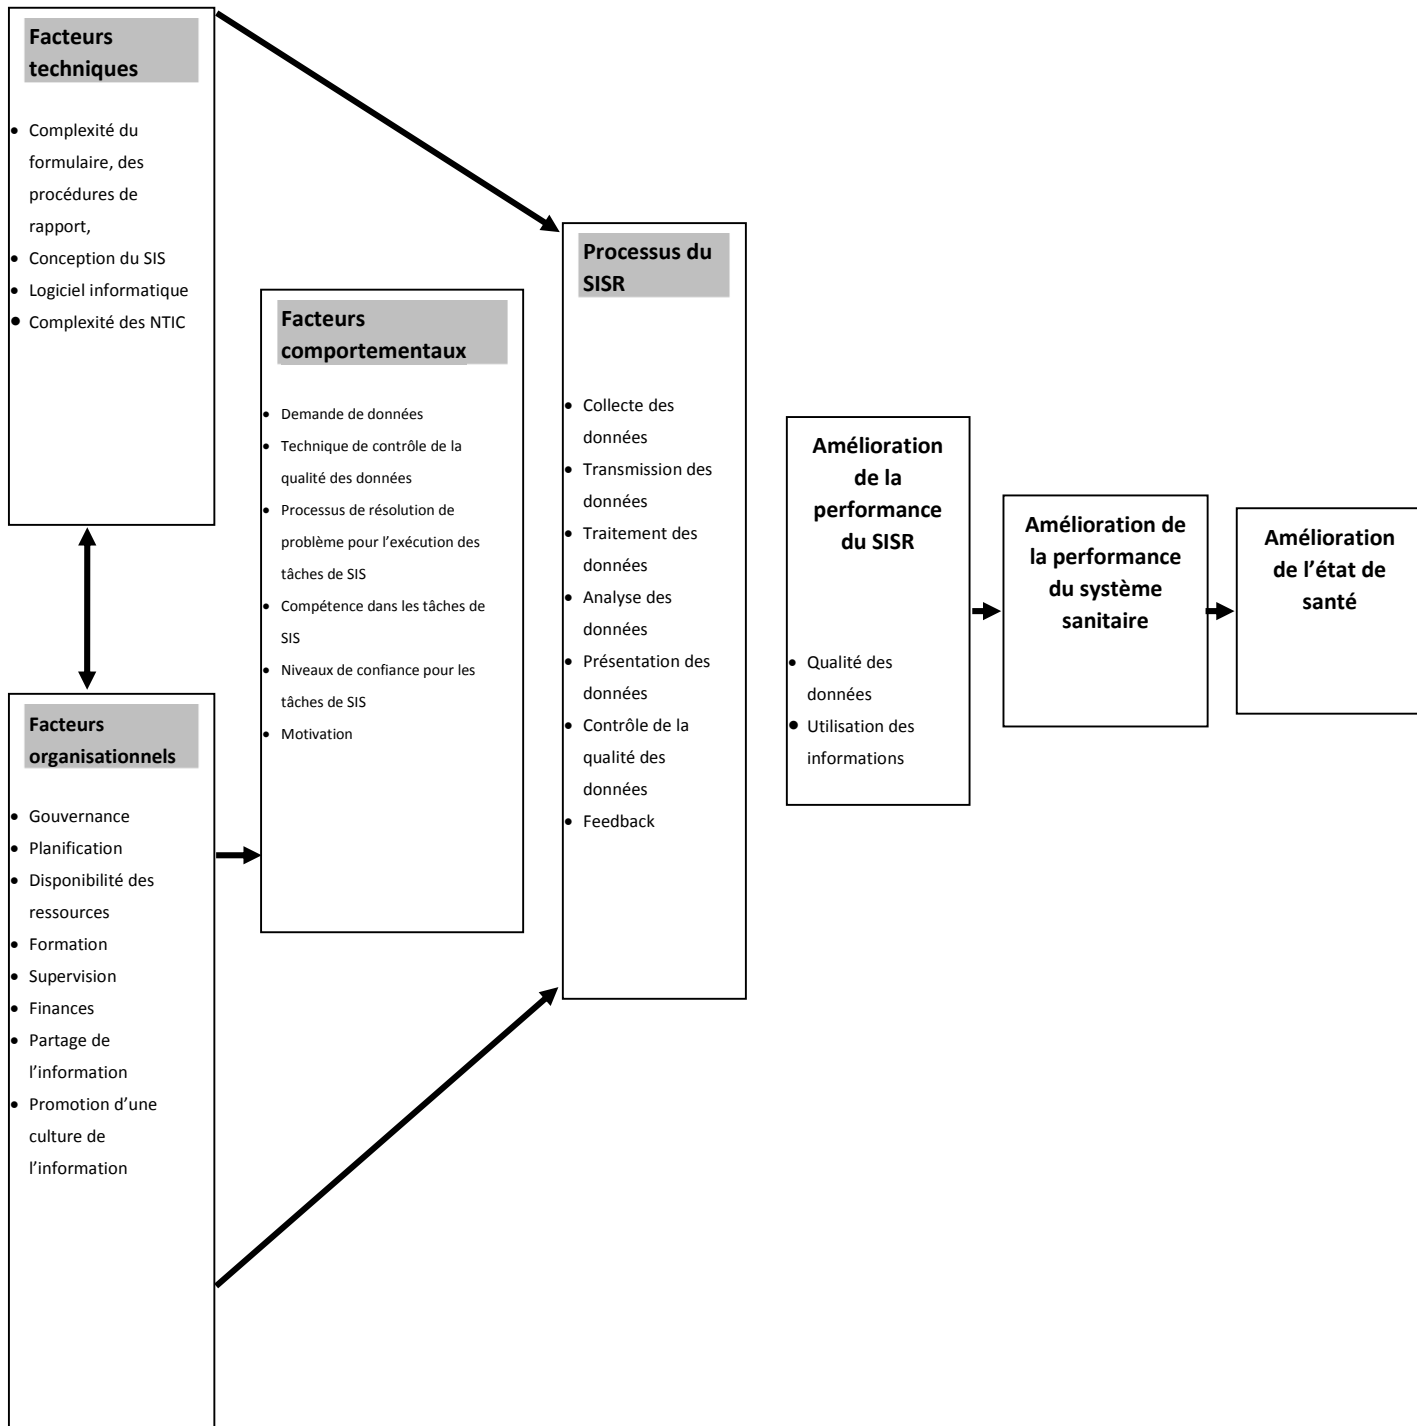 Facteurs
techniques
• Complexité du
formulaire, des
procédures de
rapport,
• Conception du SIS
• Logiciel informatique
• Complexité des NTIC
Facteurs
organisationnels
• Gouvernance
• Planification
• Disponibilité des
ressources
• Formation
• Supervision
• Finances
• Partage de
l’information
• Promotion d’une
culture de
l’information
Facteurs
comportementaux
• Demande de données
• Technique de contrôle de la
qualité des données
• Processus de résolution de
problème pour l’exécution des
tâches de SIS
• Compétence dans les tâches de
SIS
• Niveaux de confiance pour les
tâches de SIS
• Motivation
Processus du
SISR
• Collecte des
données
• Transmission des
données
• Traitement des
données
• Analyse des
données
• Présentation des
données
• Contrôle de la
qualité des
données
• Feedback
Amélioration
de la
performance
du SISR
• Qualité des
données
• Utilisation des
informations
Amélioration de
la performance
du système
sanitaire
Amélioration
de l’état de
santé